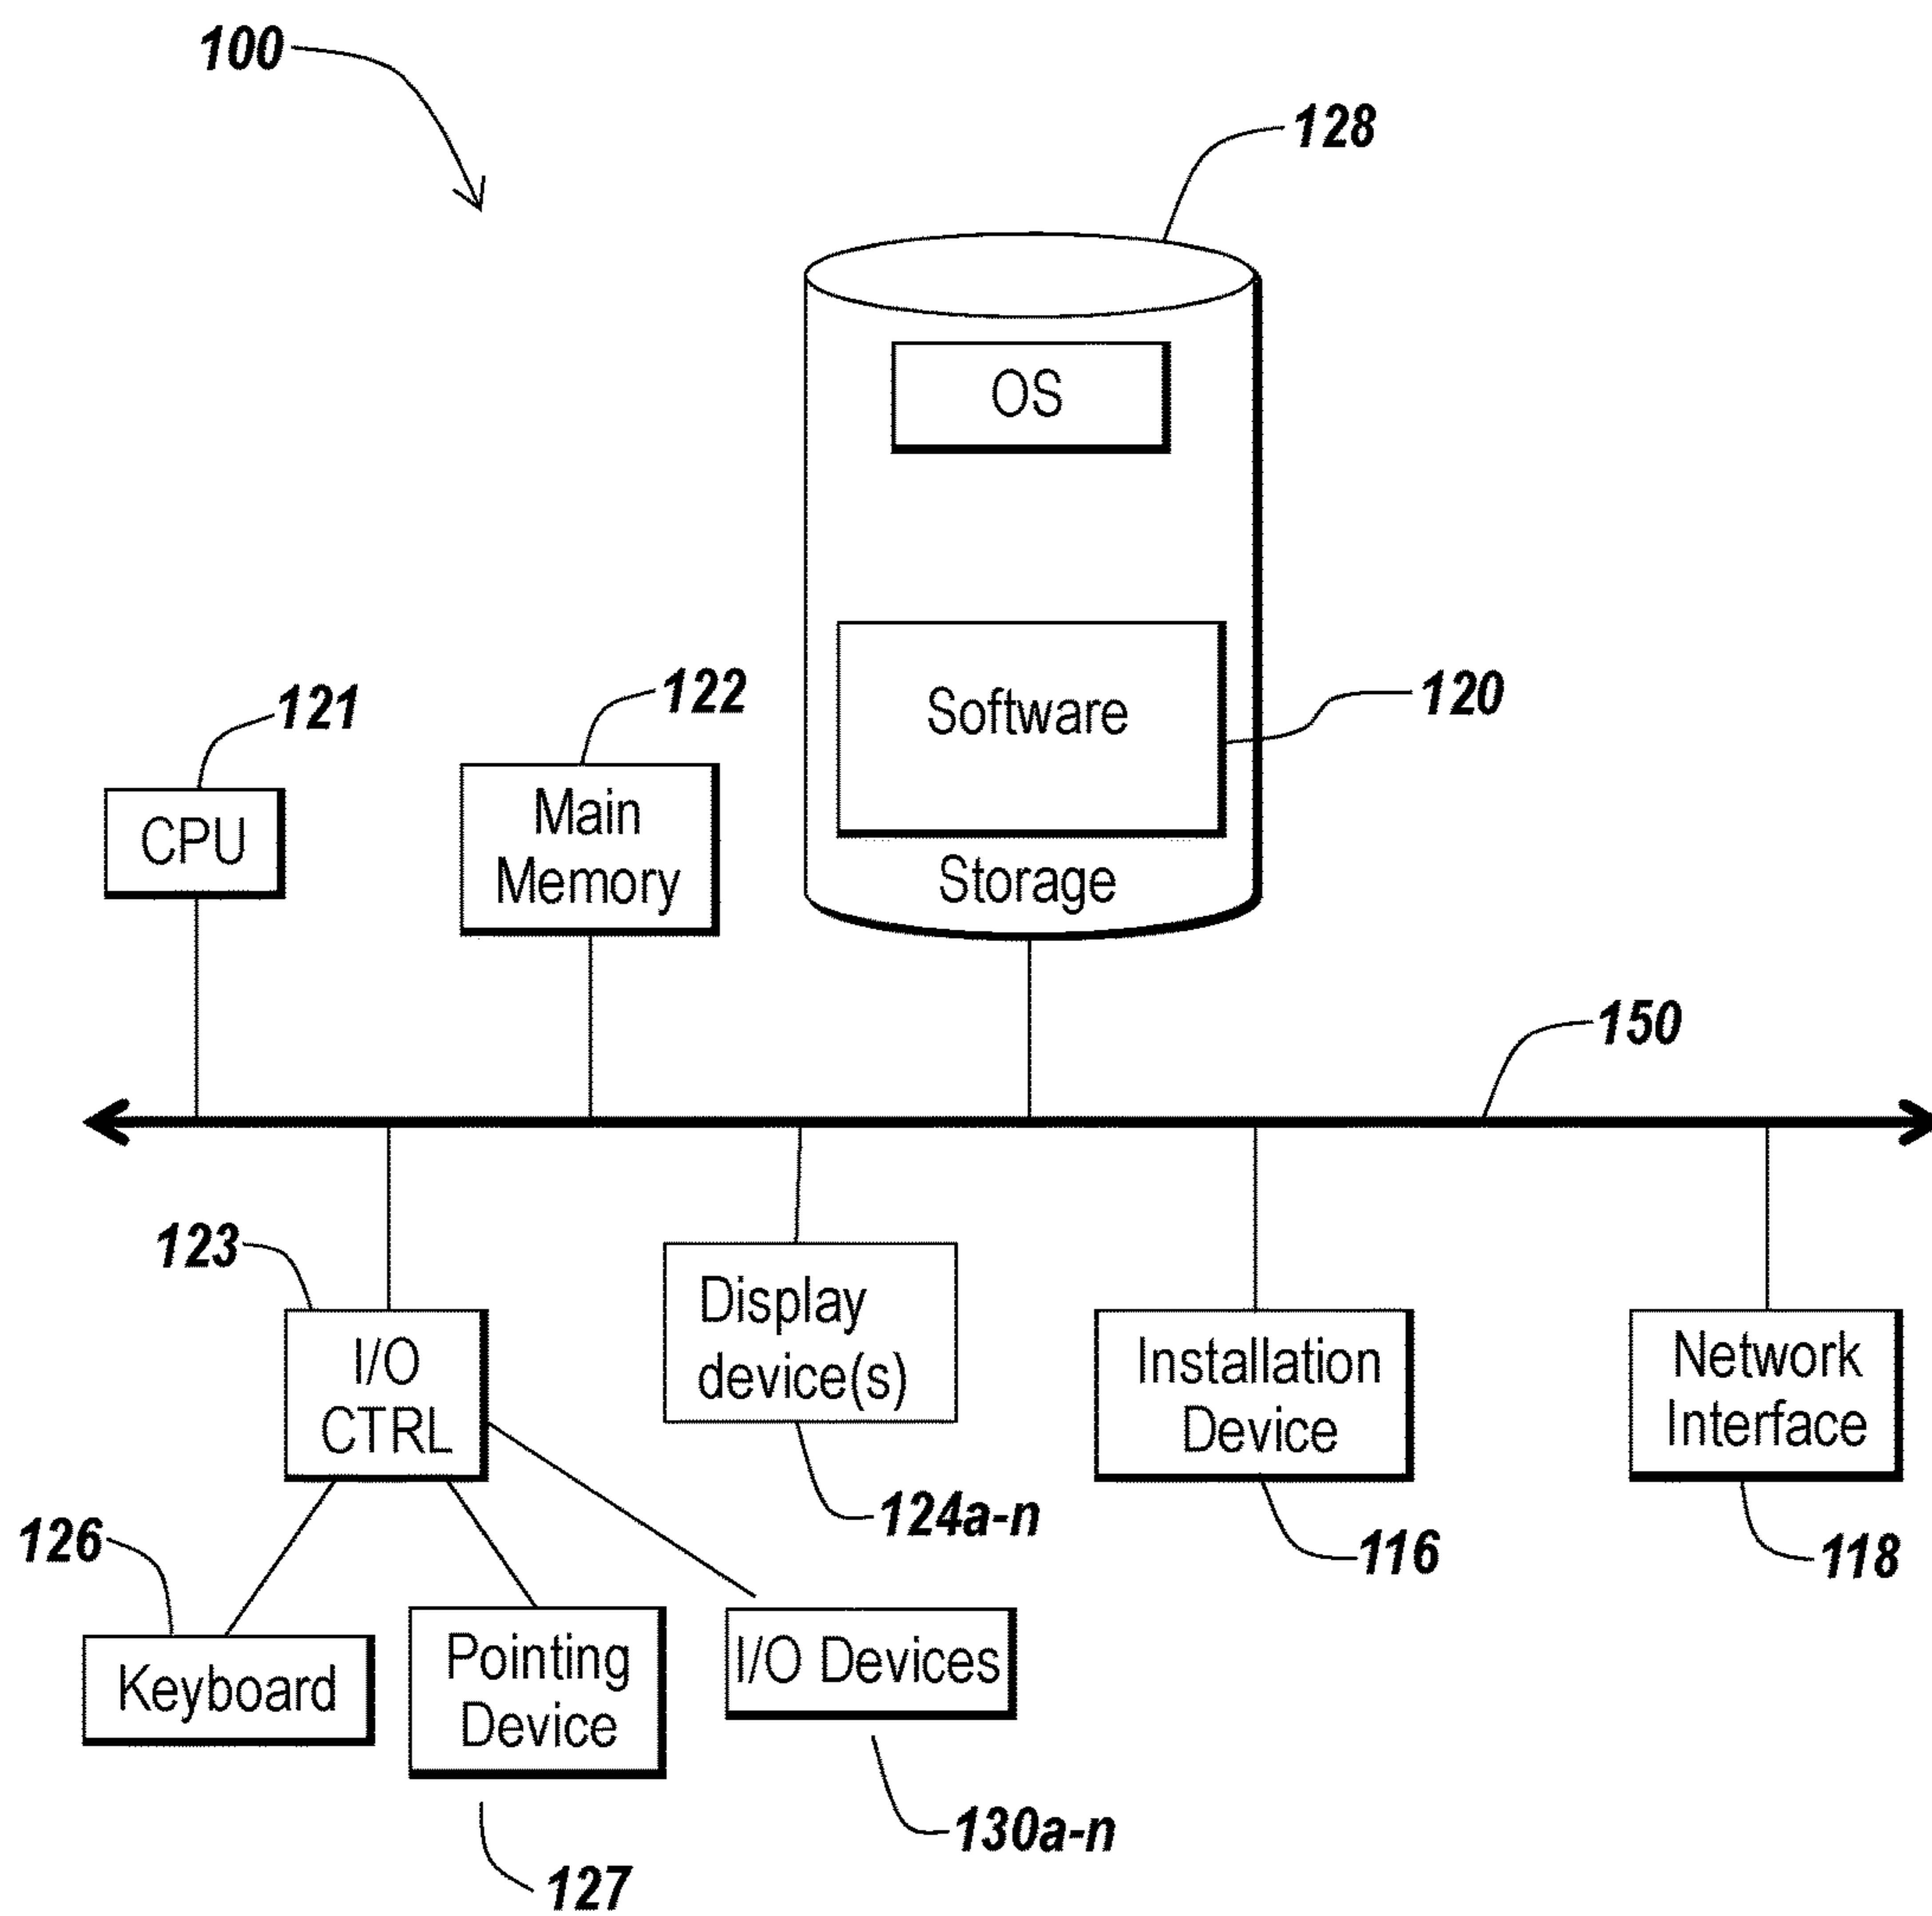 100
128
OS
121
122
Software
120
CPU
Main
Memory
Storage
150
123
I/O
CTRL
Display
device(s)
Installation
Device
Network
Interface
124a-n
116
118
126
Keyboard
Pointing
Device
I/O Devices
127
130a-n